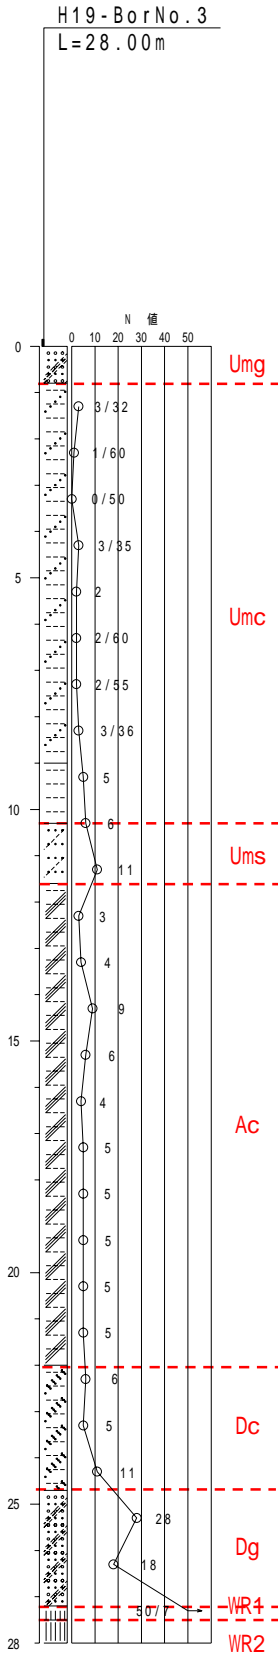 H19-BorNo.3
L=28.00m
N 値
0 10 20 30 40 50
0
Umg
3/32
1/60
0/50
3/35
5
2
Umc
2/60
2/55
3/36
5
10
6
Ums
11
3
4
9
15
6
4
Ac
5
5
5
20
5
5
6
5
Dc
11
25
28
Dg
18
50/7
WR1
28
WR2